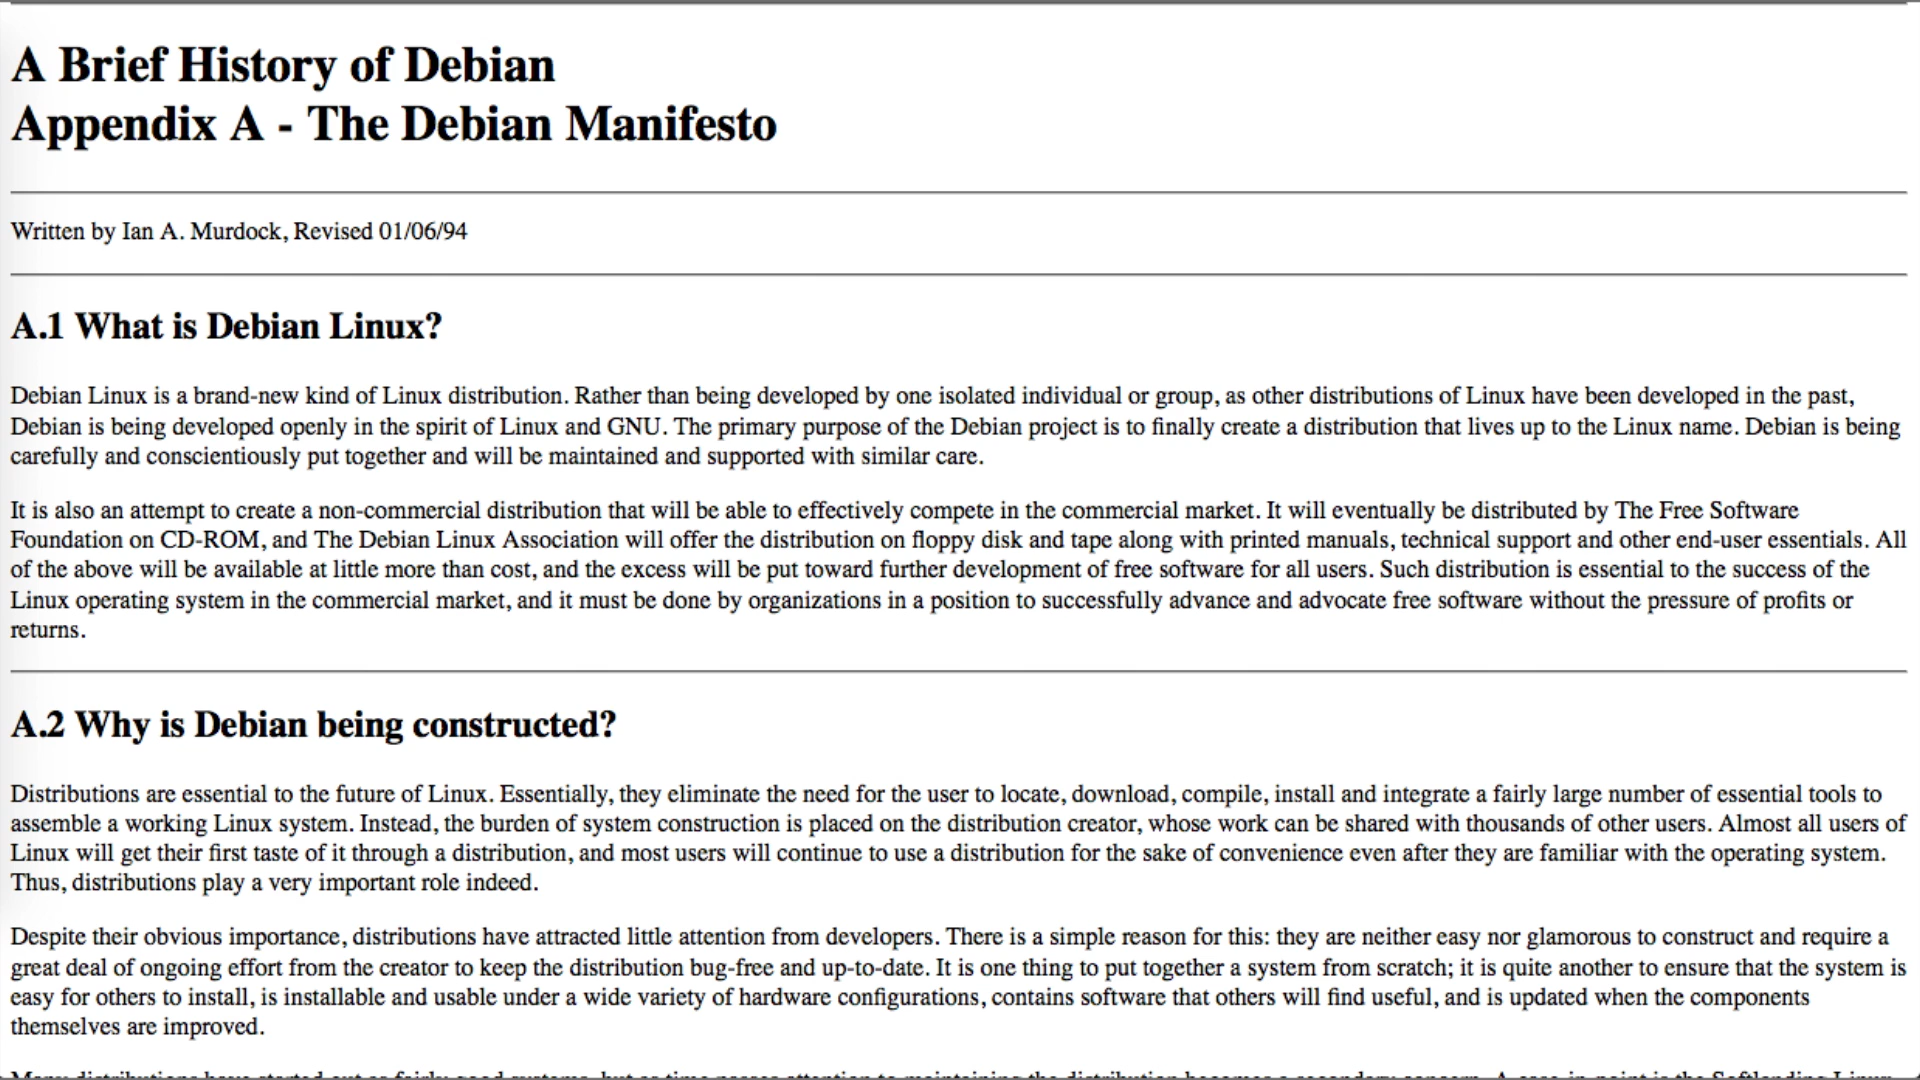 A Brief History of Debian
Appendix A - The Debian Manifesto
Written by Ian A. Murdock, Revised 01/06/94
A.1 What is Debian Linux?
Debian Linux is a brand-new kind of Linux distribution. Rather than being developed by one isolated individual or group, as other distributions of Linux have been developed in the past,
Debian is being developed openly in the spirit of Linux and GNU. The primary purpose of the Debian project is to finally create a distribution that lives up to the Linux name. Debian is being
carefully and conscientiously put together and will be maintained and supported with similar care.
It is also an attempt to create a non-commercial distribution that will be able to effectively compete in the commercial market. It will eventually be distributed by The Free Software
Foundation on CD-ROM, and The Debian Linux Association will offer the distribution on floppy disk and tape along with printed manuals, technical support and other end-user essentials. All
of the above will be available at little more than cost, and the excess will be put toward further development of free software for all users. Such distribution is essential to the success of the
Linux operating system in the commercial market, and it must be done by organizations in a position to successfully advance and advocate free software without the pressure of profits or
returns.
A.2 Why is Debian being constructed?
Distributions are essential to the future of Linux. Essentially, they eliminate the need for the user to locate, download, compile, install and integrate a fairly large number of essential tools to
assemble a working Linux system. Instead, the burden of system construction is placed on the distribution creator, whose work can be shared with thousands of other users. Almost all users of
Linux will get their first taste of it through a distribution, and most users will continue to use a distribution for the sake of convenience even after they are familiar with the operating system.
Thus, distributions play a very important role indeed.
Despite their obvious importance, distributions have attracted little attention from developers. There is a simple reason for this: they are neither easy nor glamorous to construct and require a
great deal of ongoing effort from the creator to keep the distribution bug-free and up-to-date. It is one thing to put together a system from scratch; it is quite another to ensure that the system is
easy for others to install, is installable and usable under a wide variety of hardware configurations, contains software that others will find useful, and is updated when the components
themselves are improved.